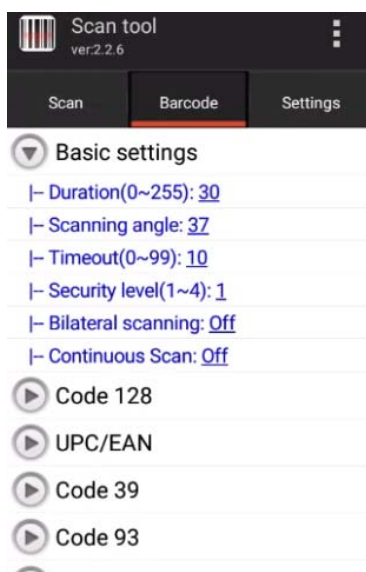 Scan tool
ver:2.2.6
Scan Barcode Settings
Basic settings
|-- Duration(0~255): 30
|-- Scanning angle: 37
|-- Timeout(0~99): 10
|-- Security level(1~4): 1
|-- Bilateral scanning: Off
|-- Continuous Scan: Off
Code 128
UPC/EAN
Code 39
Code 93